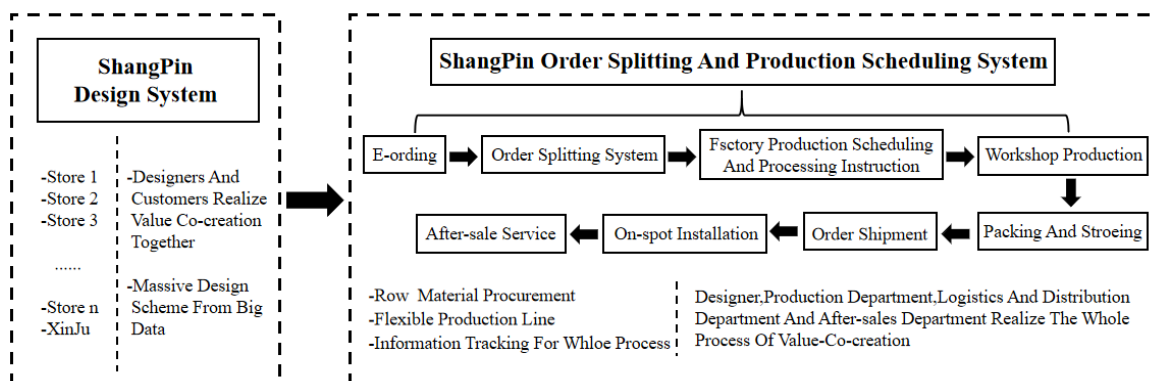 ShangPin
Design System
-Store 1
-Store 2
-Store 3
......
-Store n
-XinJu
-Designers And
Customers Realize
Value Co-creation
Together
-Massive Design
Scheme From Big
Data
ShangPin Order Splitting And Production Scheduling System
E-ording
Order Splitting System
Fsctory Production Scheduling
And Processing Instruction
Workshop Production
Packing And Stroeing
Order Shipment
On-spot Installation
After-sale Service
-Row Material Procurement
-Flexible Production Line
-Information Tracking For Whloe Process
Designer,Production Department,Logistics And Distribution
Department And After-sales Department Realize The Whole
Process Of Value-Co-creation